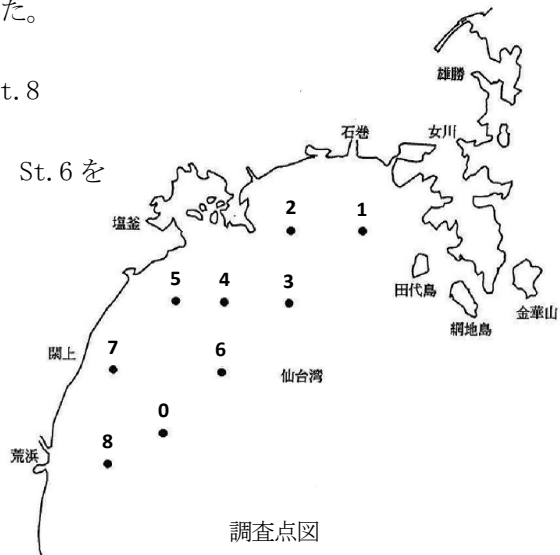 た。
雄勝
t. 8
石巻
女川
St. 6 を
塩釜
2
1
田代島
金華山
5
4
3
網地島
閖上
7
6
仙台湾
0
荒浜
8
調査点図